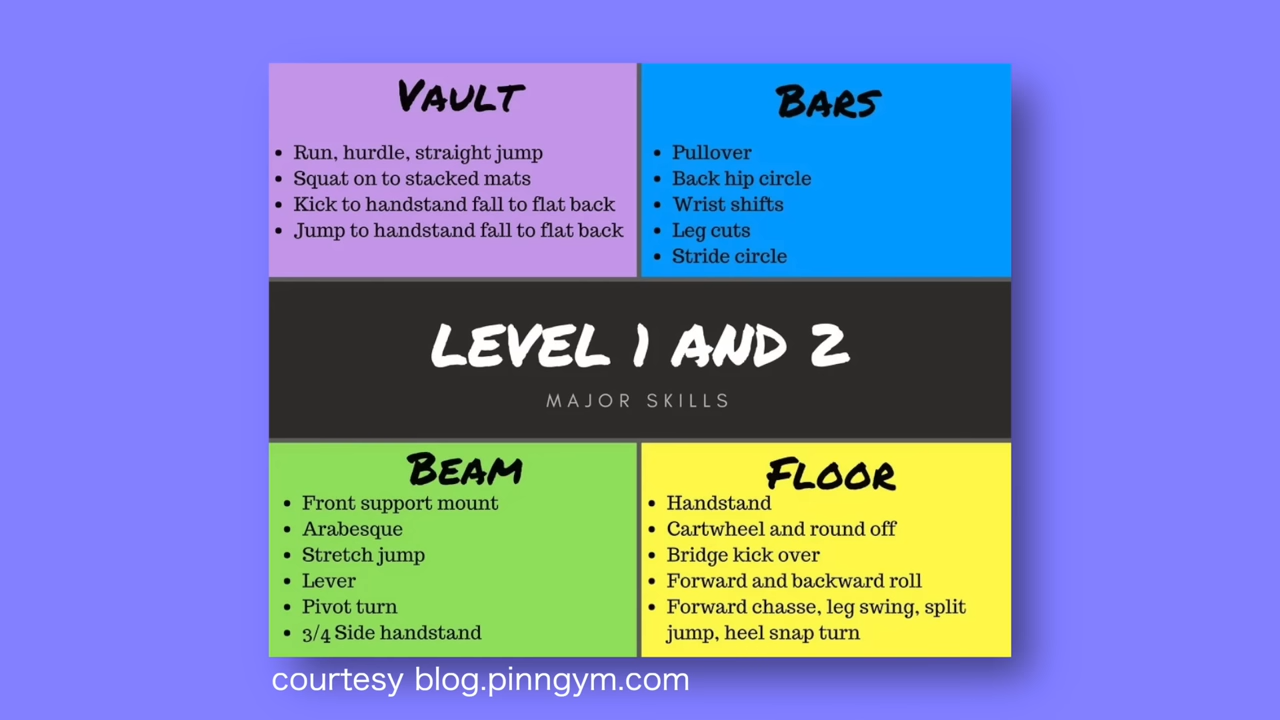 Vault
• Run, hurdle, straight jump
• Squat on to stacked mats
• Kick to handstand fall to flat back
• Jump to handstand fall to flat back
Bars
• Pullover
• Back hip circle
• Wrist shifts
• Leg cuts
• Stride circle
LEVEL 1 AND 2
MAJOR SKILLS
Beam
• Front support mount
• Arabesque
• Stretch jump
• Lever
• Pivot turn
• 3/4 Side handstand
Floor
• Handstand
• Cartwheel and round off
• Bridge kick over
• Forward and backward roll
• Forward chasse, leg swing, split
jump, heel snap turn
courtesy blog.pinngym.com